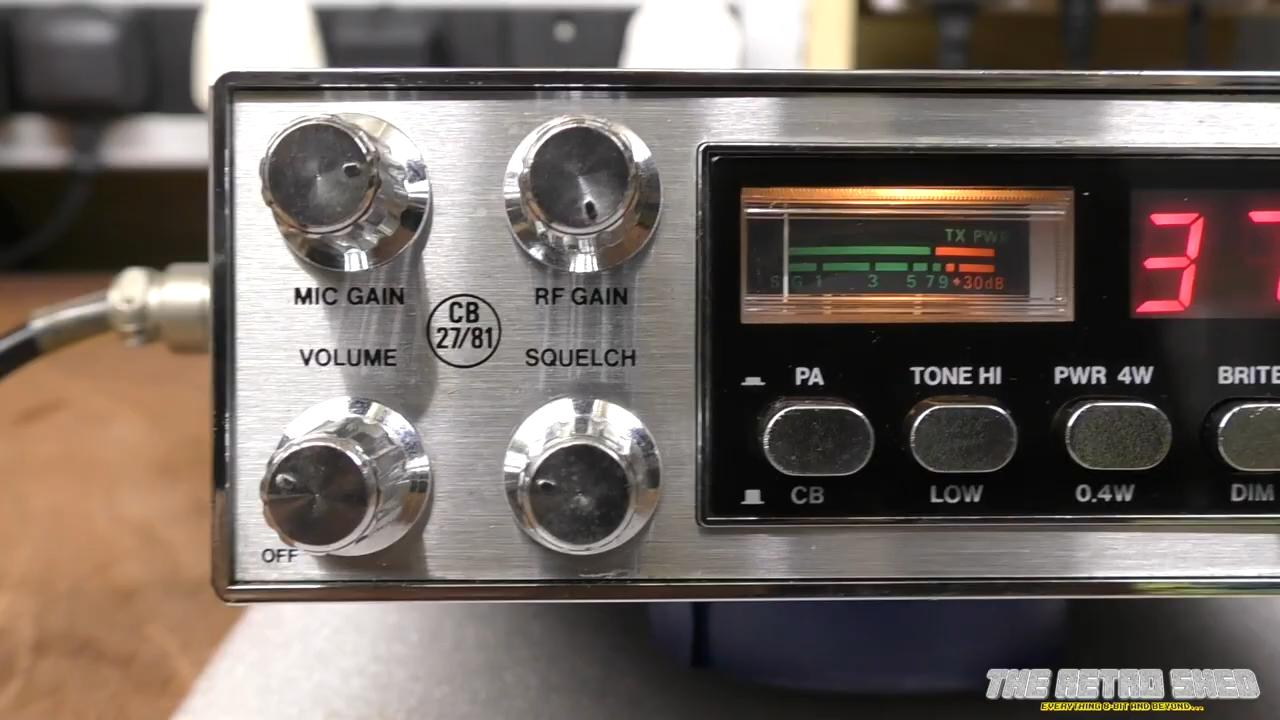 MIC GAIN
RF GAIN
CB
27/81
VOLUME
SQUELCH
OFF
TX PWR
SIG 1 3 5 7 9 +30dB
37
PA
TONE HI
PWR 4W
BRITE
CB
LOW
0.4W
DIM
THE RETRO SHED
EVERYTHING 8-BIT AND BEYOND...